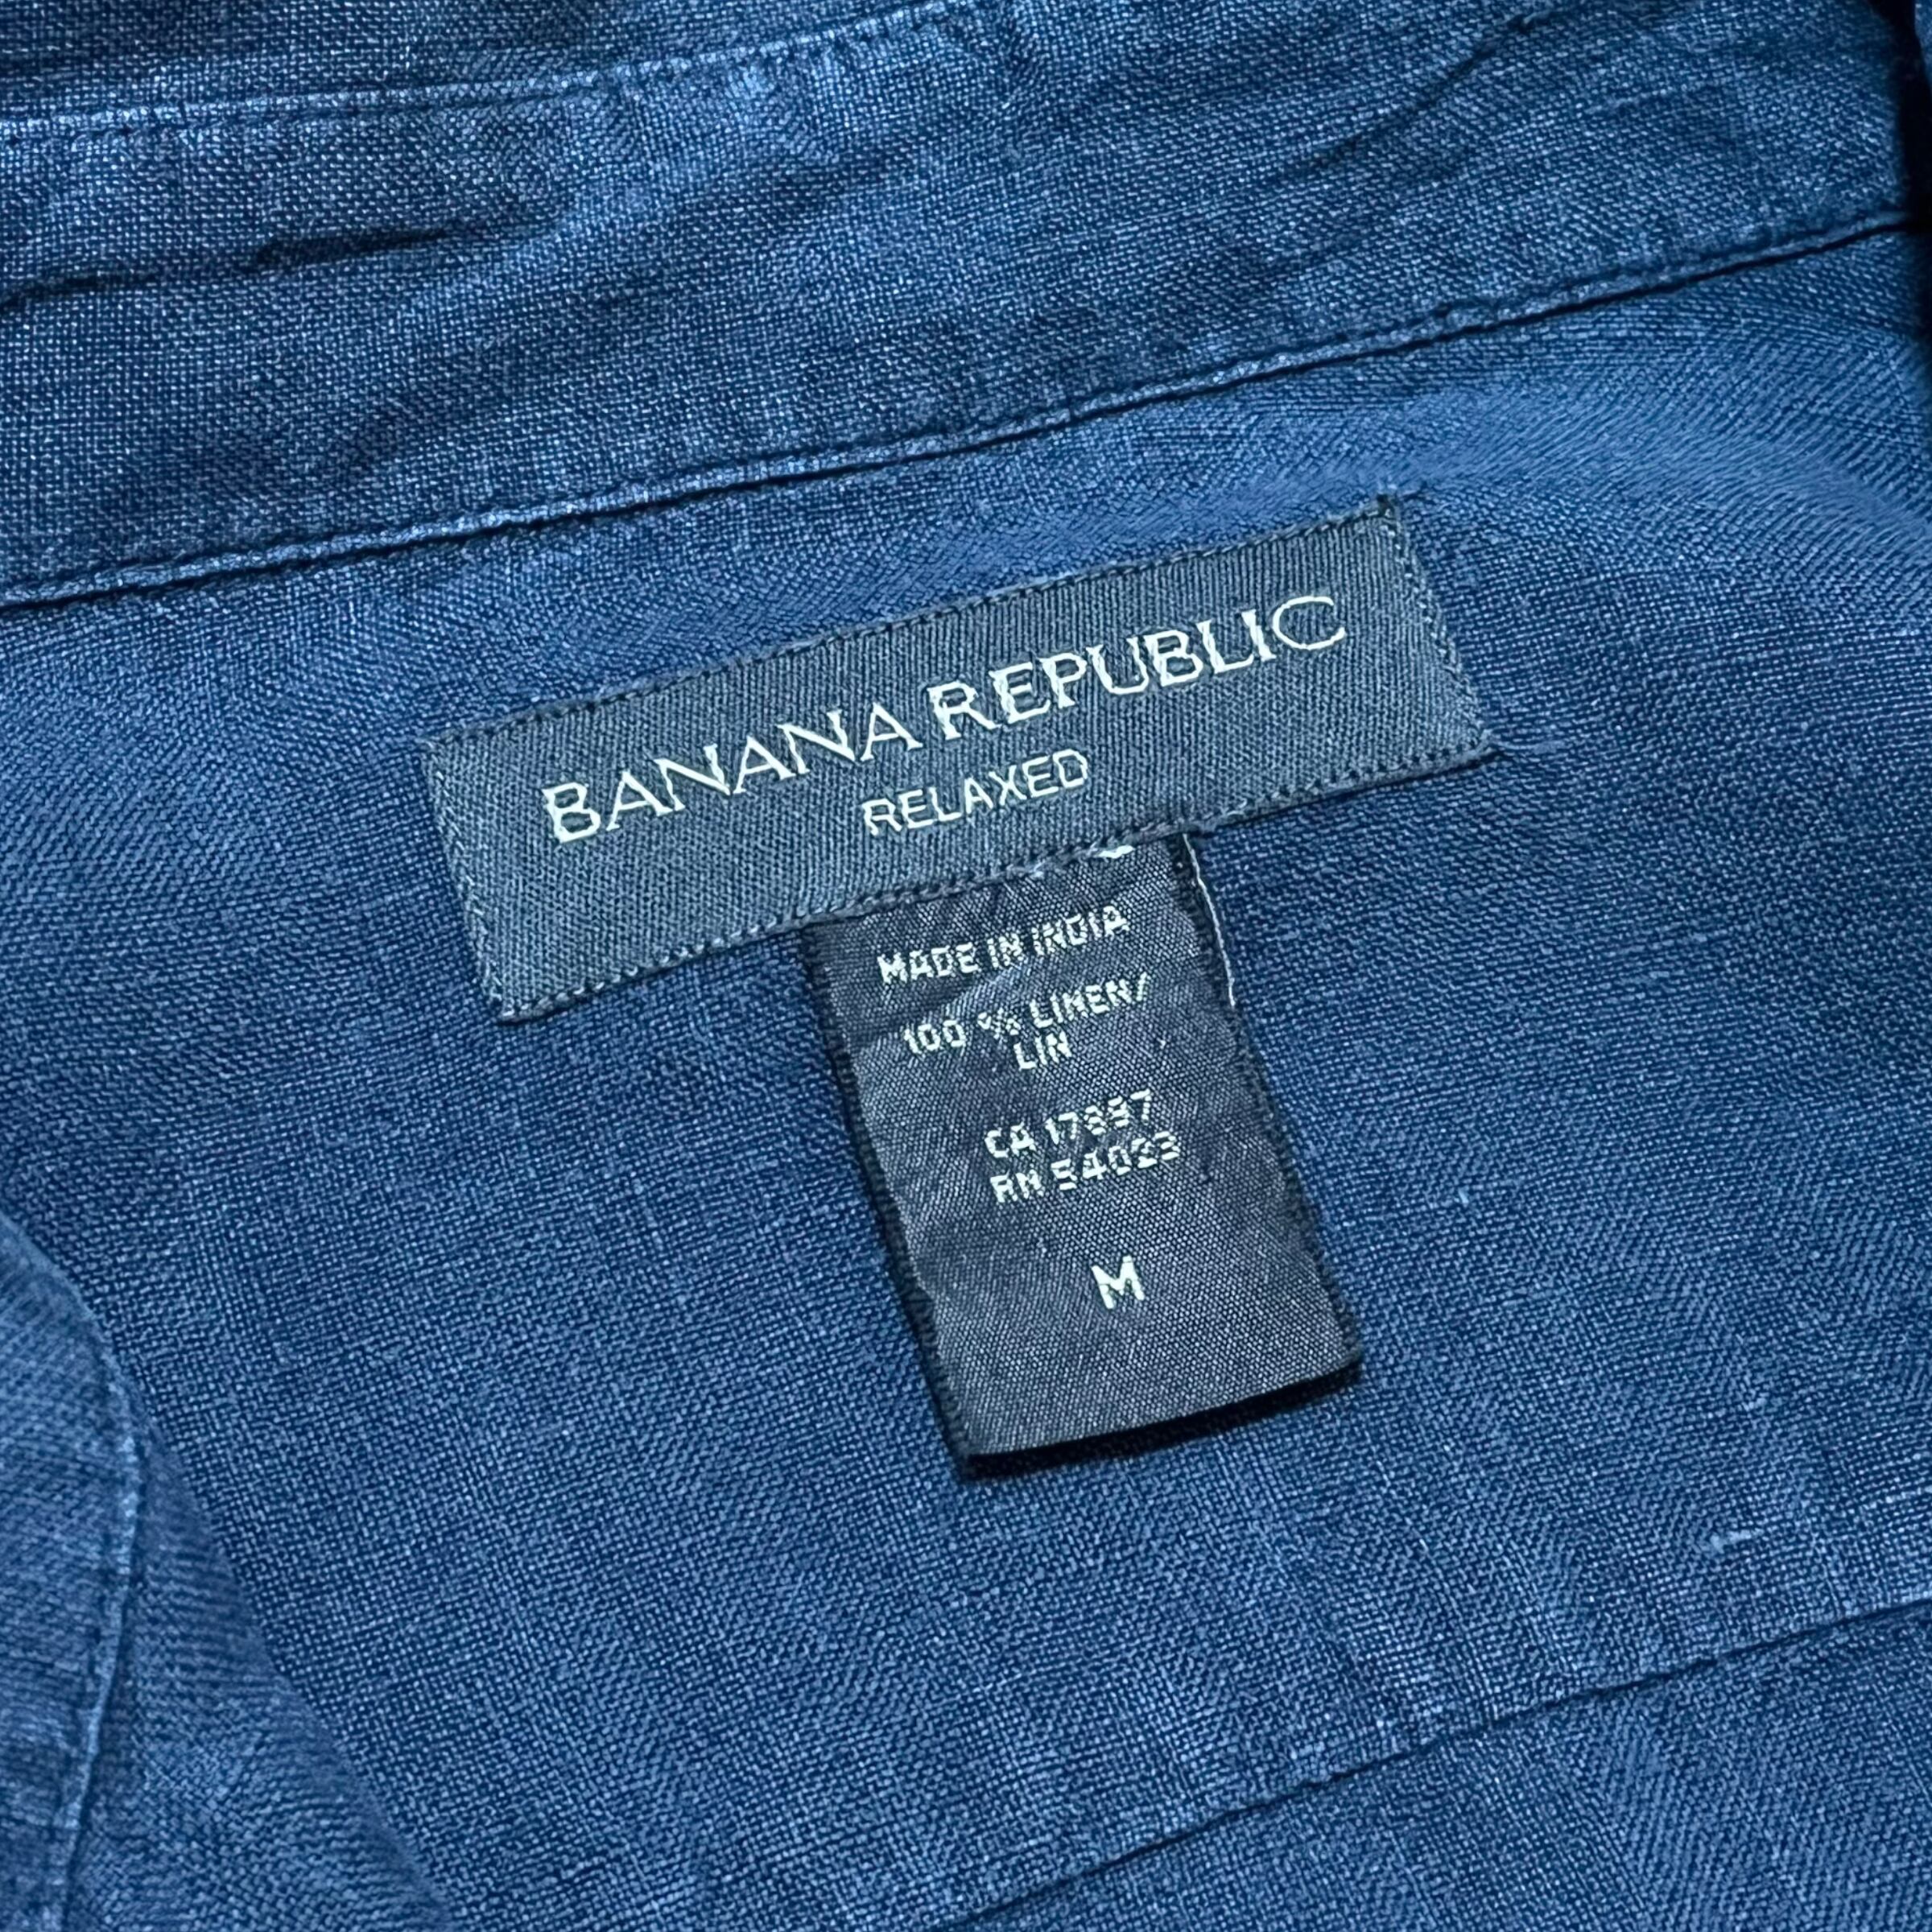 BANANA REPUBLIC
RELAXED
MADE IN INDIA
100 % LINEN/
LIN
CA 17897
RN 54023
M